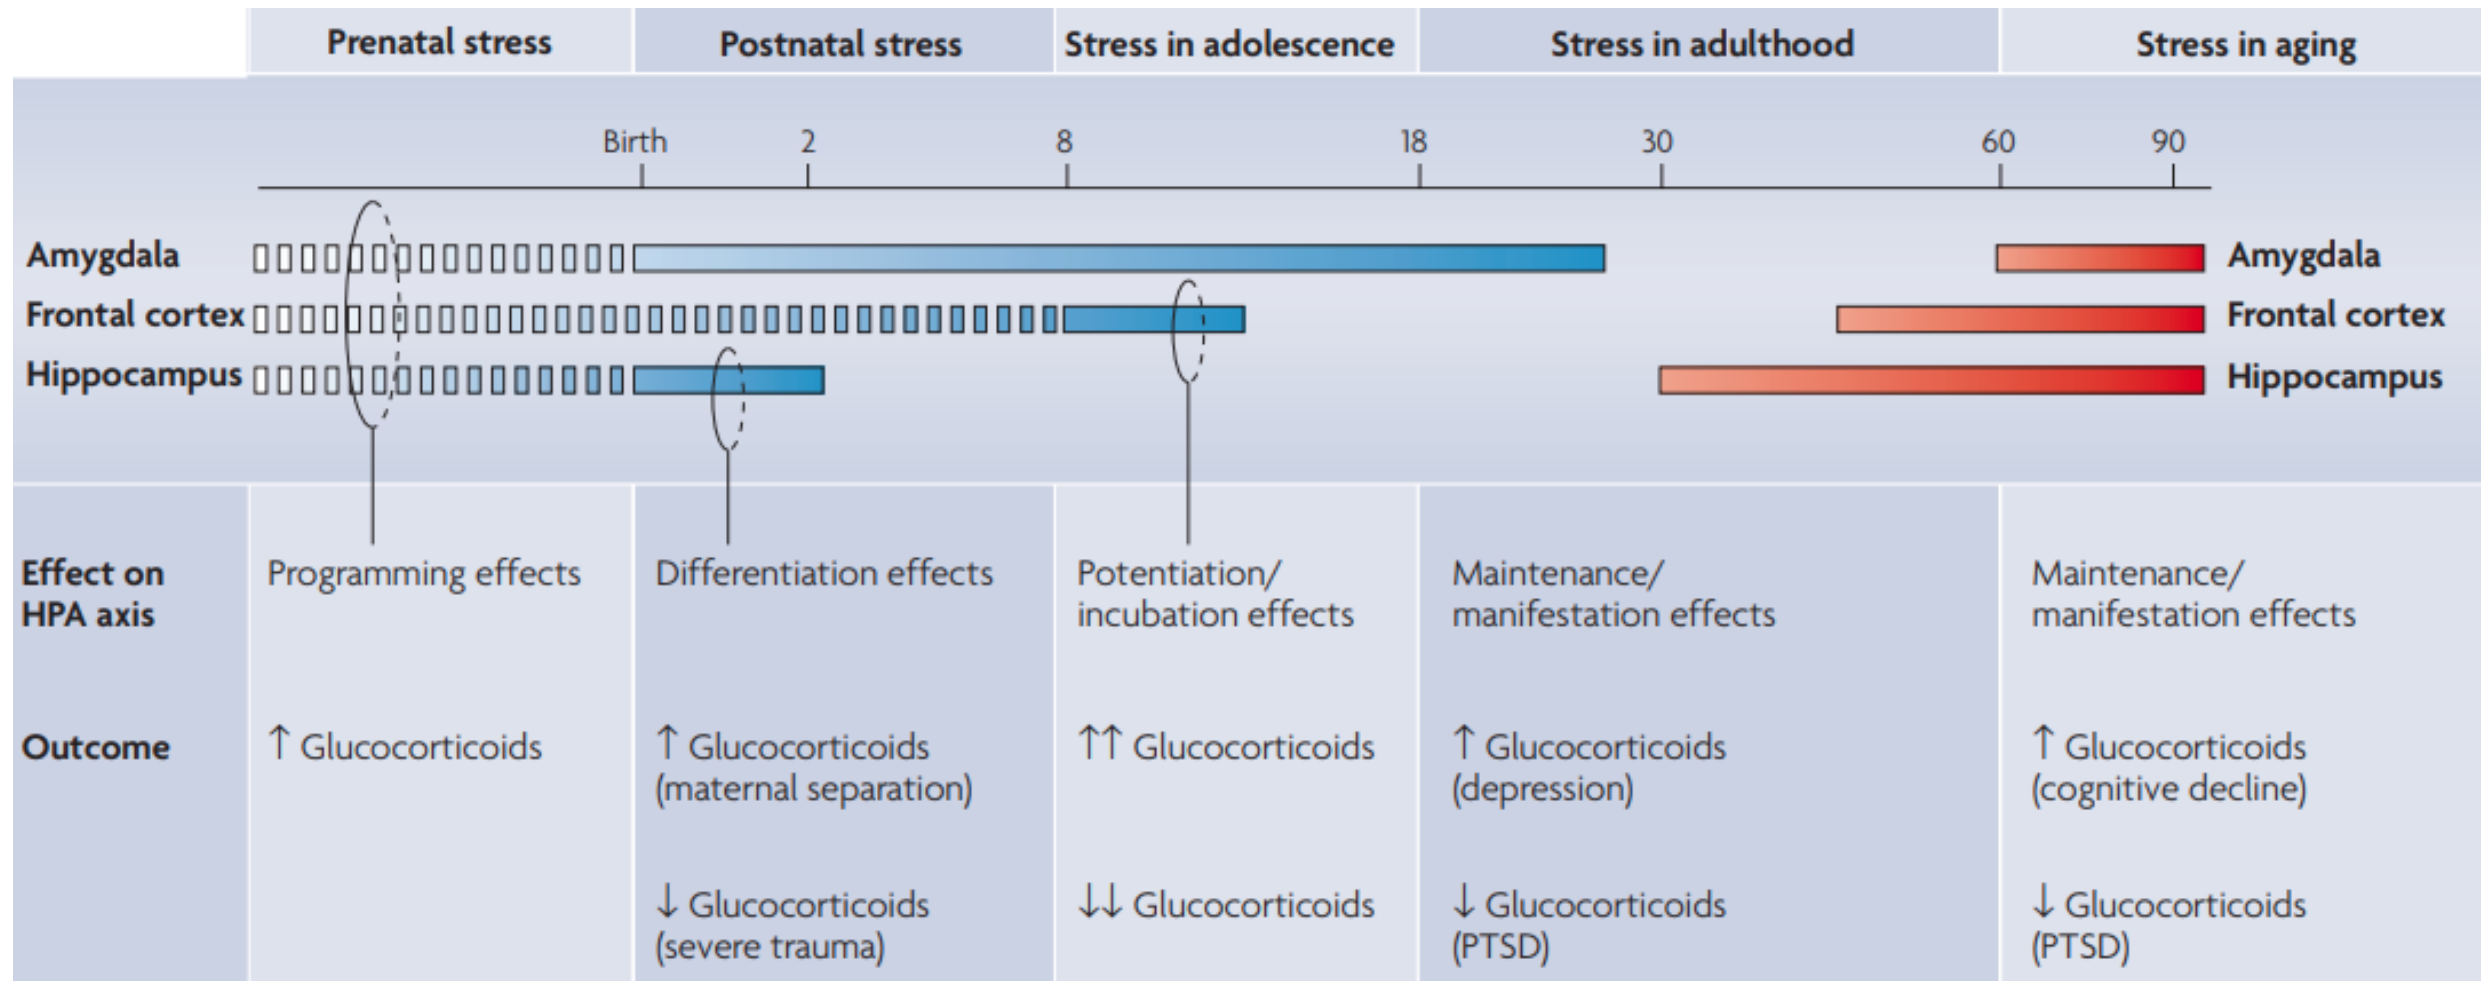 Prenatal stress
Postnatal stress
Stress in adolescence
Stress in adulthood
Stress in aging
Birth
2
8
18
30
60
90
Amygdala
Amygdala
Frontal cortex
Frontal cortex
Hippocampus
Hippocampus
Effect on
HPA axis
Programming effects
Differentiation effects
Potentiation/
incubation effects
Maintenance/
manifestation effects
Maintenance/
manifestation effects
Outcome
↑ Glucocorticoids
↑ Glucocorticoids
(maternal separation)
↑↑ Glucocorticoids
↑ Glucocorticoids
(depression)
↑ Glucocorticoids
(cognitive decline)
↓ Glucocorticoids
(severe trauma)
↓↓ Glucocorticoids
↓ Glucocorticoids
(PTSD)
↓ Glucocorticoids
(PTSD)